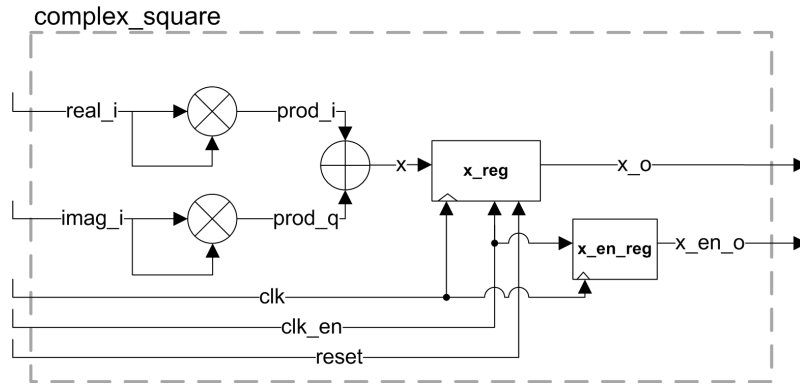 complex_square
real_i
prod_i
x
x_reg
x_o
imag_i
prod_q
x_en_reg
x_en_o
clk
clk_en
reset